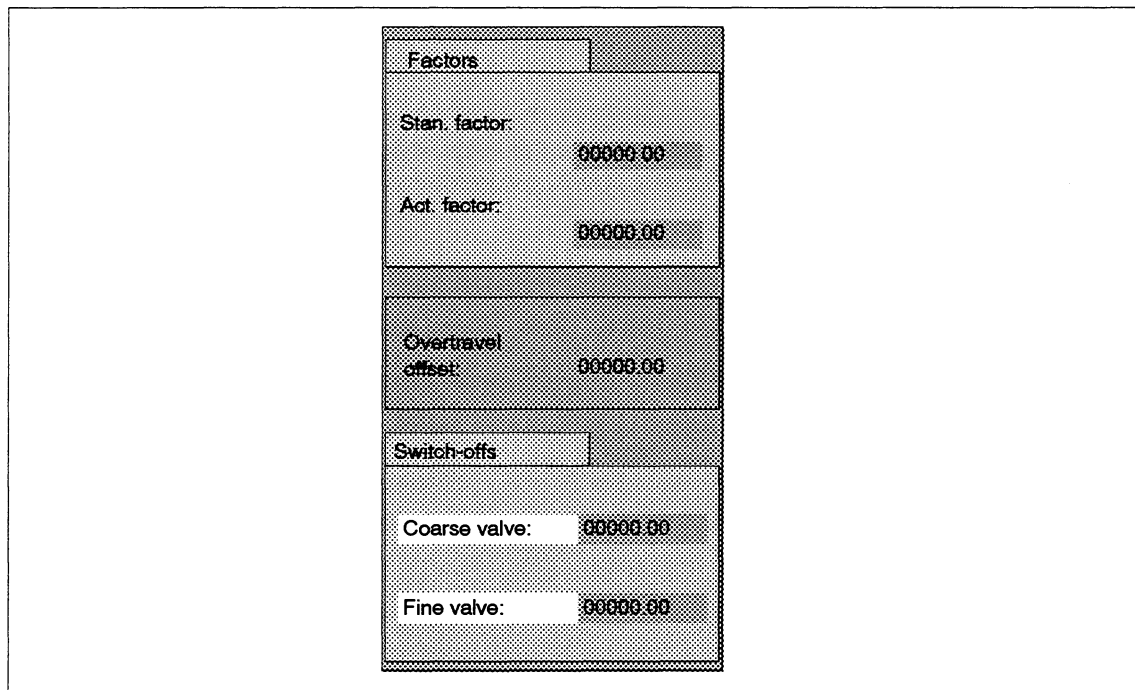 Factors
Stan. factor:
00000.00
Act. factor:
00000.00
Overtravel
offset: 00000.00
Switch-offs
Coarse valve: 00000.00
Fine valve: 00000.00